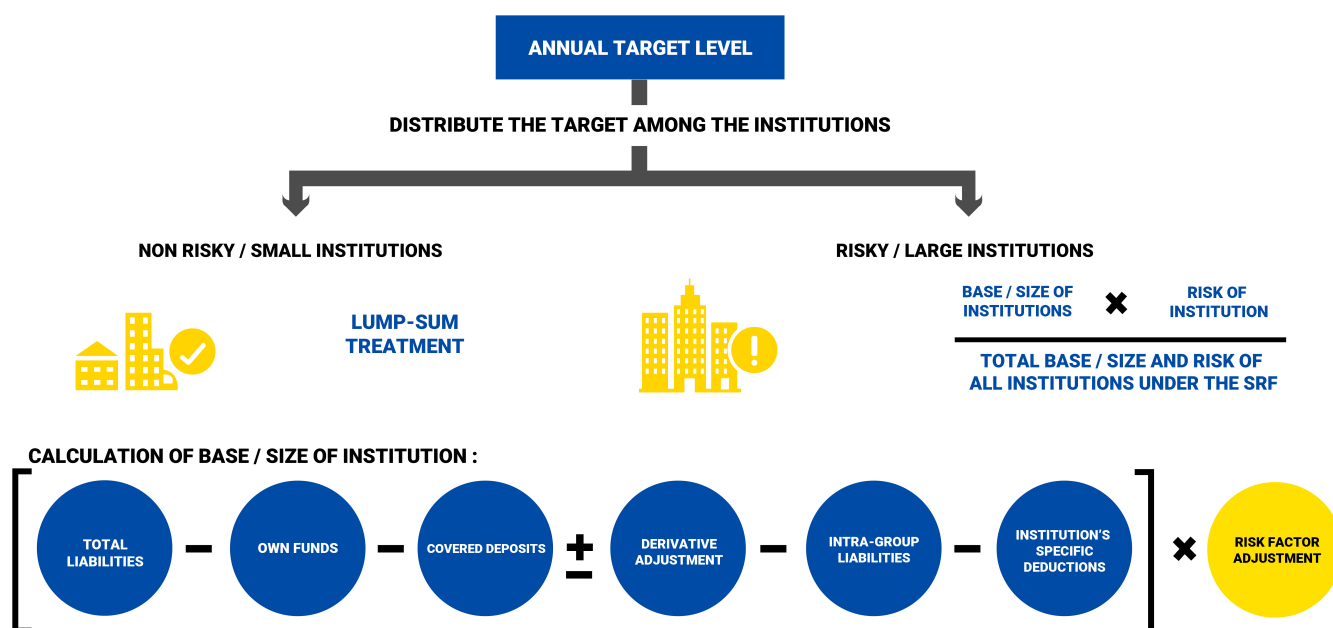 ANNUAL TARGET LEVEL
DISTRIBUTE THE TARGET AMONG THE INSTITUTIONS
NON RISKY / SMALL INSTITUTIONS
LUMP-SUM
TREATMENT
RISKY / LARGE INSTITUTIONS
BASE / SIZE OF
INSTITUTIONS
✖
RISK OF
INSTITUTION
TOTAL BASE / SIZE AND RISK OF
ALL INSTITUTIONS UNDER THE SRF
CALCULATION OF BASE / SIZE OF INSTITUTION :
[
TOTAL
LIABILITIES
−
OWN FUNDS
−
COVERED DEPOSITS
±
DERIVATIVE
ADJUSTMENT
−
INTRA-GROUP
LIABILITIES
−
INSTITUTION’S
SPECIFIC
DEDUCTIONS
]
✖
RISK FACTOR
ADJUSTMENT